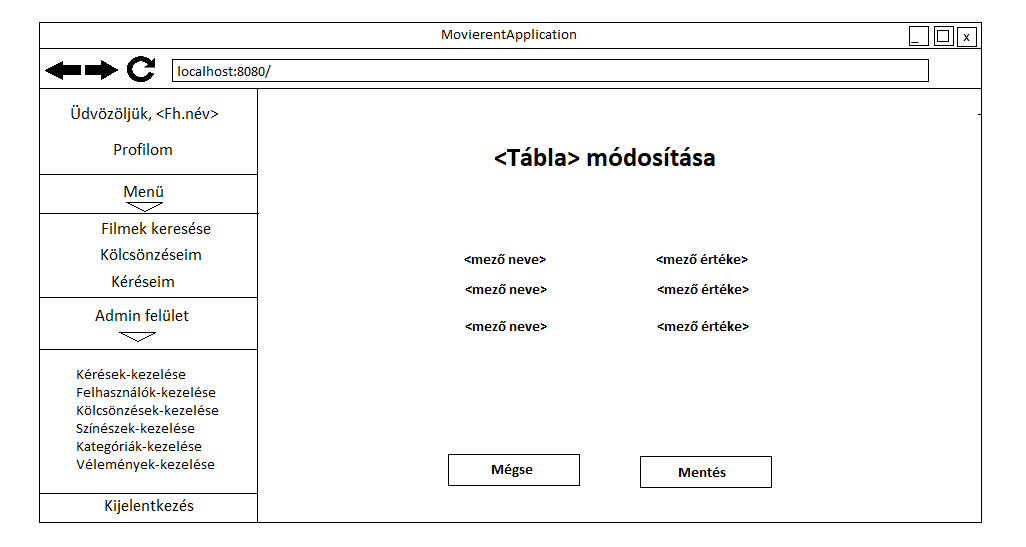 MovierentApplication
_ x
localhost:8080/
Üdvözöljük, <Fh.név>
Profilom
Menü
Filmek keresése
Kölcsönzéseim
Kéréseim
Admin felület
Kérések-kezelése
Felhasználók-kezelése
Kölcsönzések-kezelése
Színészek-kezelése
Kategóriák-kezelése
Vélemények-kezelése
Kijelentkezés
<Tábla> módosítása
<mező neve> <mező értéke>
<mező neve> <mező értéke>
<mező neve> <mező értéke>
Mégse Mentés